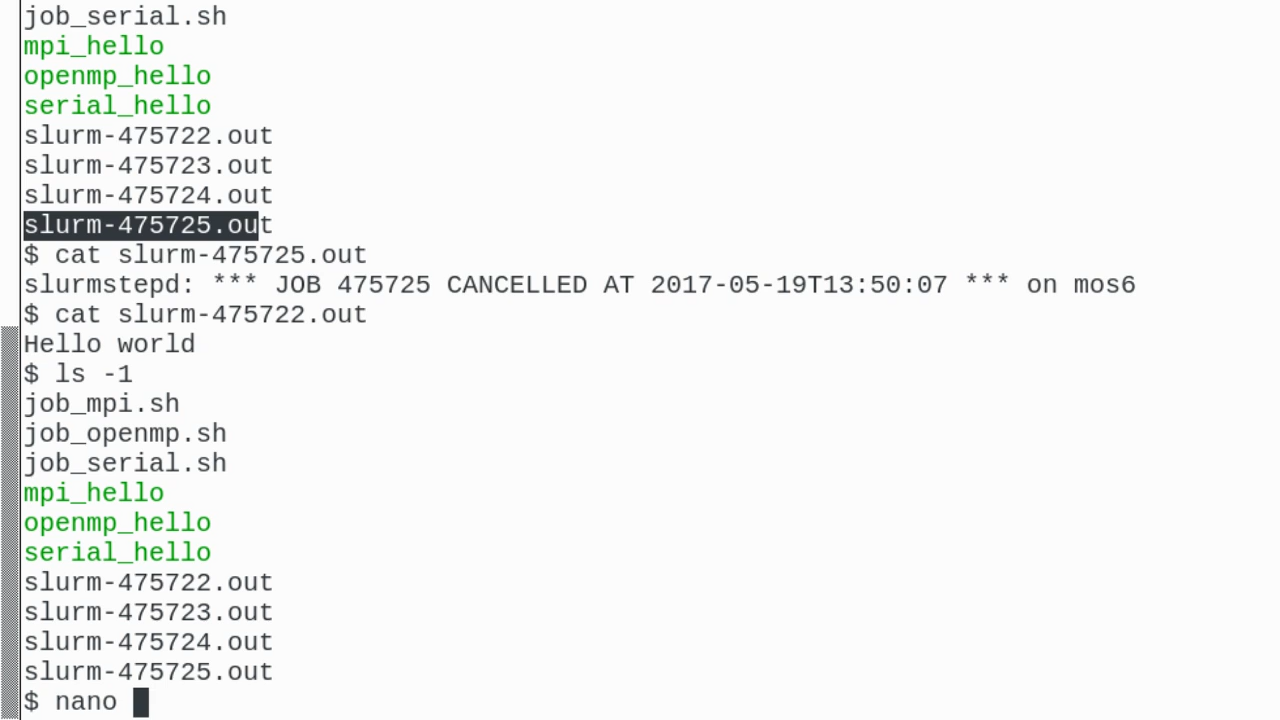 job_serial.sh
mpi_hello
openmp_hello
serial_hello
slurm-475722.out
slurm-475723.out
slurm-475724.out
slurm-475725.out
$ cat slurm-475725.out
slurmstepd: *** JOB 475725 CANCELLED AT 2017-05-19T13:50:07 *** on mos6
$ cat slurm-475722.out
Hello world
$ ls -1
job_mpi.sh
job_openmp.sh
job_serial.sh
mpi_hello
openmp_hello
serial_hello
slurm-475722.out
slurm-475723.out
slurm-475724.out
slurm-475725.out
$ nano